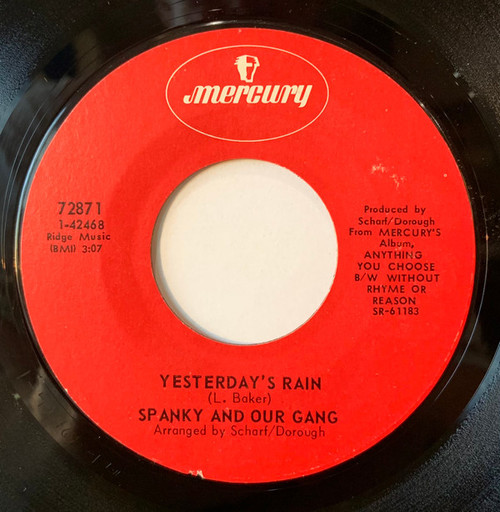 mercury
72871
1-42468
Ridge Music
(BMI) 3:07
Produced by
Scharf/Dorough
From MERCURY'S
Album,
ANYTHING
YOU CHOOSE
B/W WITHOUT
RHYME OR
REASON
SR-61183
YESTERDAY'S RAIN
(L. Baker)
SPANKY AND OUR GANG
Arranged by Scharf/Dorough